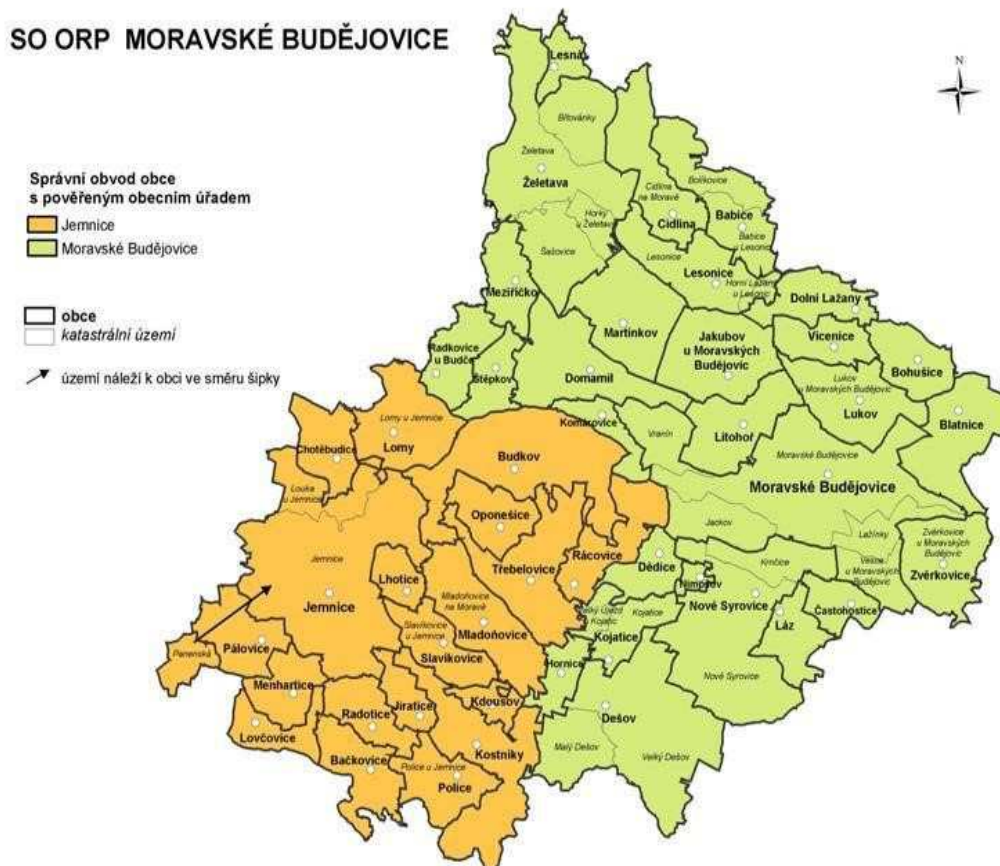 SO ORP MORAVSKÉ BUDĚJOVICE
N
Správní obvod obce
s pověřeným obecním úřadem
Jemnice
Moravské Budějovice
obce
katastrální území
území náleží k obci ve směru šipky
Lesná
Bítovánky
Želetava
Želetava
Bolíkovice
Cidlina
na Moravě
Cidlina
Babice
Babice
u Lesonic
Horky
u Želetavy
Šašovice
Lesonice
Lesonice
Horní Lažany
u Lesonic
Meziříčko
Dolní Lažany
Martínkov
Jakubov
u Moravských
Budějovic
Vícenice
Radkovice
u Budče
Štěpkov
Domamil
Bohušice
Lukov
u Moravských Budějovic
Lukov
Blatnice
Lomy u Jemnice
Lomy
Komárovice
Vranín
Litohoř
Chotěbudice
Budkov
Moravské Budějovice
Moravské Budějovice
Louka
u Jemnice
Oponešice
Jackov
Lažínky
Zvěrkovice
u Moravských
Budějovic
Zvěrkovice
Jemnice
Jemnice
Lhotice
Třebelovice
Rácovice
Dědice
Krnčice
Vesce
u Moravských
Budějovic
Nimpšov
Mladoňovice
na Moravě
Mladoňovice
Nové Syrovice
Láz
Častohostice
Kojatice
Kojatice
Slavíkovice
u Jemnice
Slavíkovice
Panenská
Pálovice
Hornice
Nové Syrovice
Menhartice
Kdousov
Dešov
Radotice
Jiratice
Lovčovice
Kostníky
Malý Dešov
Velký Dešov
Bačkovice
Police u Jemnice
Police